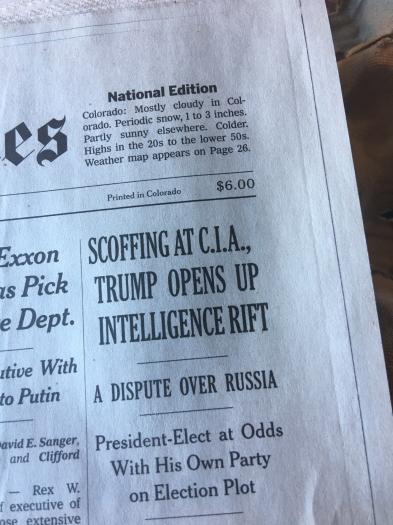 National Edition
Colorado: Mostly cloudy in Col-
orado. Periodic snow, 1 to 3 inches.
Partly sunny elsewhere. Colder.
Highs in the 20s to the lower 50s.
Weather map appears on Page 26.
es
Printed in Colorado
$6.00
Exxon
as Pick
e Dept.
utive With
to Putin
David E. Sanger,
and Clifford
— Rex W.
f executive of
ose extensive
SCOFFING AT C.I.A.,
TRUMP OPENS UP
INTELLIGENCE RIFT
A DISPUTE OVER RUSSIA
President-Elect at Odds
With His Own Party
on Election Plot